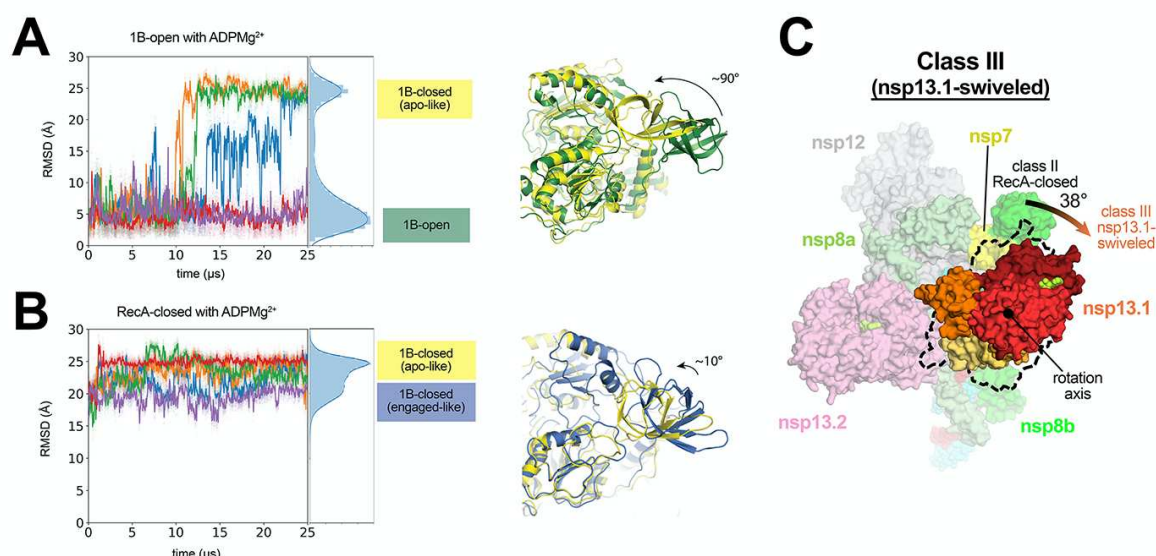 A
1B-open with ADPMg²⁺
30
25
20
15
10
5
0
RMSD (Å)
0 5 10 15 20 25
time (µs)
1B-closed
(apo-like)
1B-open
~90°
B
RecA-closed with ADPMg²⁺
30
25
20
15
10
5
0
RMSD (Å)
0 5 10 15 20 25
time (µs)
1B-closed
(apo-like)
1B-closed
(engaged-like)
~10°
C
Class III
(nsp13.1-swiveled)
nsp12
nsp7
class II
RecA-closed
38°
class III
nsp13.1-
swiveled
nsp8a
nsp13.1
rotation
axis
nsp13.2
nsp8b